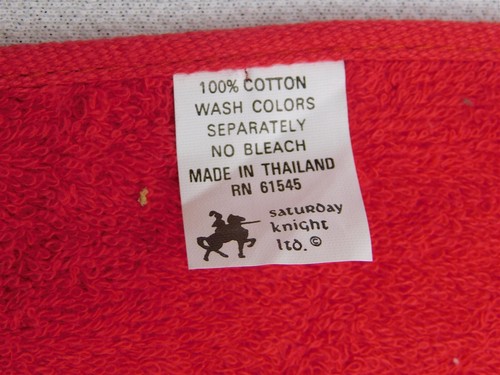 100% COTTON
WASH COLORS
SEPARATELY
NO BLEACH
MADE IN THAILAND
RN 61545
saturday
knight
ltd.©